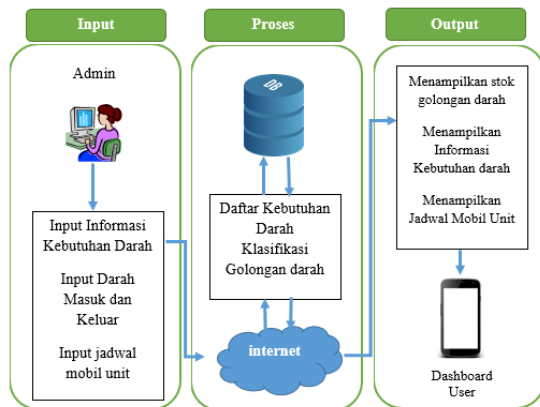 Input
Admin
Input Informasi
Kebutuhan Darah
Input Darah
Masuk dan
Keluar
Input jadwal
mobil unit
Proses
DB
Daftar Kebutuhan
Darah
Klasifikasi
Golongan darah
internet
Output
Menampilkan stok
golongan darah
Menampilkan
Informasi
Kebutuhan darah
Menampilkan
Jadwal Mobil Unit
Dashboard
User